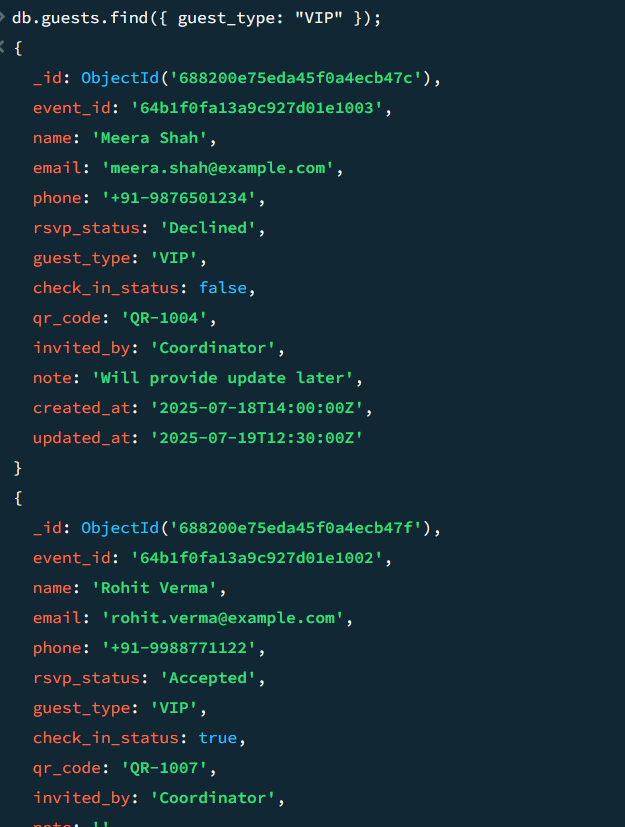 db.guests.find({ guest_type: "VIP" });
{
_id: ObjectId('688200e75eda45f0a4ecb47c'),
event_id: '64b1f0fa13a9c927d01e1003',
name: 'Meera Shah',
email: 'meera.shah@example.com',
phone: '+91-9876501234',
rsvp_status: 'Declined',
guest_type: 'VIP',
check_in_status: false,
qr_code: 'QR-1004',
invited_by: 'Coordinator',
note: 'Will provide update later',
created_at: '2025-07-18T14:00:00Z',
updated_at: '2025-07-19T12:30:00Z'
}
{
_id: ObjectId('688200e75eda45f0a4ecb47f'),
event_id: '64b1f0fa13a9c927d01e1002',
name: 'Rohit Verma',
email: 'rohit.verma@example.com',
phone: '+91-9988771122',
rsvp_status: 'Accepted',
guest_type: 'VIP',
check_in_status: true,
qr_code: 'QR-1007',
invited_by: 'Coordinator',
note: ''